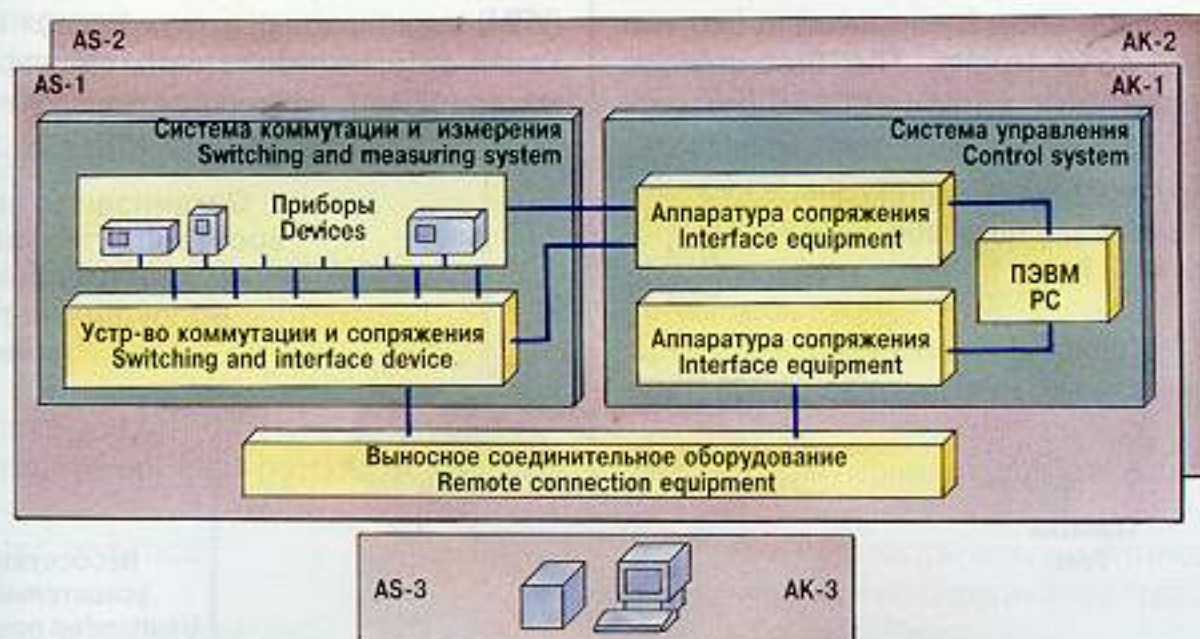 AS-2
AK-2
AS-1
AK-1
Система коммутации и измерения
Switching and measuring system
Приборы
Devices
Устр-во коммутации и сопряжения
Switching and interface device
Система управления
Control system
Аппаратура сопряжения
Interface equipment
ПЭВМ
PC
Аппаратура сопряжения
Interface equipment
Выносное соединительное оборудование
Remote connection equipment
AS-3
AK-3